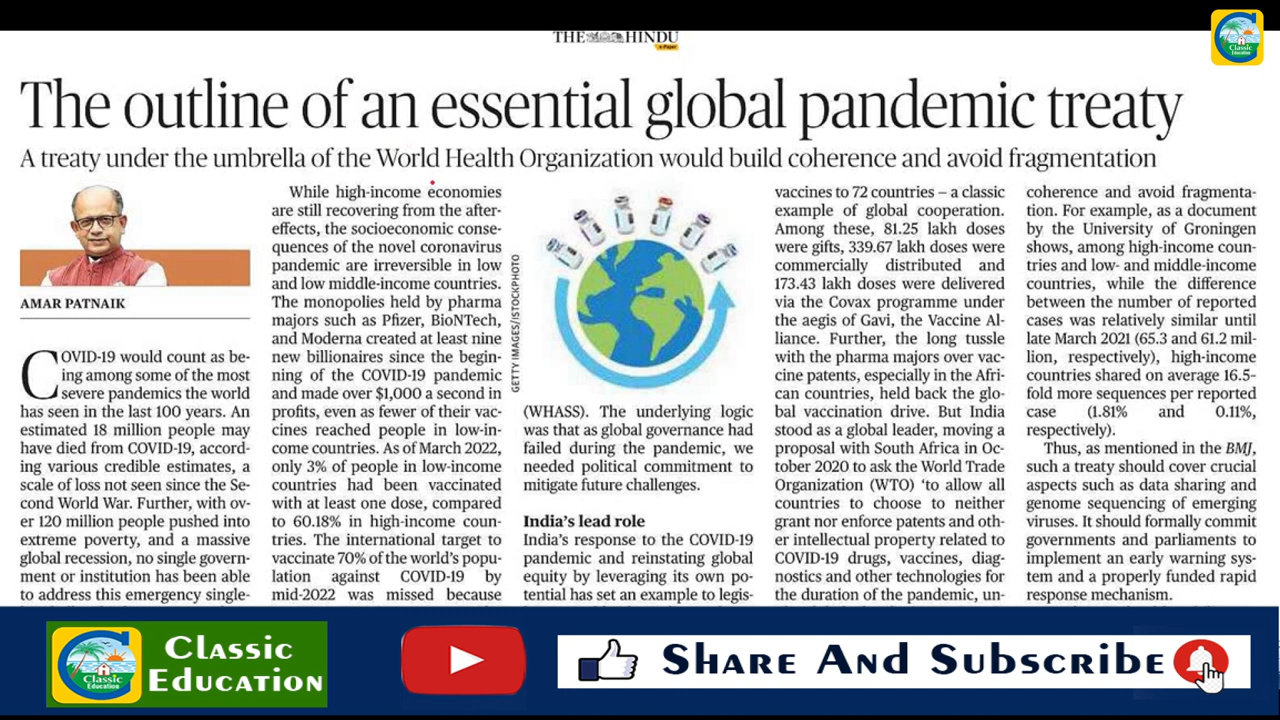 THE HINDU
e-Paper
Classic
Education
The outline of an essential global pandemic treaty
A treaty under the umbrella of the World Health Organization would build coherence and avoid fragmentation
AMAR PATNAIK
COVID-19 would count as be-
ing among some of the most
severe pandemics the world
has seen in the last 100 years. An
estimated 18 million people may
have died from COVID-19, accord-
ing various credible estimates, a
scale of loss not seen since the Se-
cond World War. Further, with ov-
er 120 million people pushed into
extreme poverty, and a massive
global recession, no single govern-
ment or institution has been able
to address this emergency single-
While high-income economies
are still recovering from the after-
effects, the socioeconomic conse-
quences of the novel coronavirus
pandemic are irreversible in low
and low middle-income countries.
The monopolies held by pharma
majors such as Pfizer, BioNTech,
and Moderna created at least nine
new billionaires since the begin-
ning of the COVID-19 pandemic
and made over $1,000 a second in
profits, even as fewer of their vac-
cines reached people in low-in-
come countries. As of March 2022,
only 3% of people in low-income
countries had been vaccinated
with at least one dose, compared
to 60.18% in high-income coun-
tries. The international target to
vaccinate 70% of the world's popu-
lation against COVID-19 by
mid-2022 was missed because
GETTY IMAGES/ISTOCKPHOTO
(WHASS). The underlying logic
was that as global governance had
failed during the pandemic, we
needed political commitment to
mitigate future challenges.
India's lead role
India's response to the COVID-19
pandemic and reinstating global
equity by leveraging its own po-
tential has set an example to legis-
vaccines to 72 countries – a classic
example of global cooperation.
Among these, 81.25 lakh doses
were gifts, 339.67 lakh doses were
commercially distributed and
173.43 lakh doses were delivered
via the Covax programme under
the aegis of Gavi, the Vaccine Al-
liance. Further, the long tussle
with the pharma majors over vac-
cine patents, especially in the Afri-
can countries, held back the glo-
bal vaccination drive. But India
stood as a global leader, moving a
proposal with South Africa in Oc-
tober 2020 to ask the World Trade
Organization (WTO) ‘to allow all
countries to choose to neither
grant nor enforce patents and oth-
er intellectual property related to
COVID-19 drugs, vaccines, diag-
nostics and other technologies for
the duration of the pandemic, un-
coherence and avoid fragmenta-
tion. For example, as a document
by the University of Groningen
shows, among high-income coun-
tries and low- and middle-income
countries, while the difference
between the number of reported
cases was relatively similar until
late March 2021 (65.3 and 61.2 mil-
lion, respectively), high-income
countries shared on average 16.5-
fold more sequences per reported
case (1.81% and 0.11%,
respectively).
Thus, as mentioned in the BMJ,
such a treaty should cover crucial
aspects such as data sharing and
genome sequencing of emerging
viruses. It should formally commit
governments and parliaments to
implement an early warning sys-
tem and a properly funded rapid
response mechanism.
Classic
Education
Classic
Education
Share And Subscribe